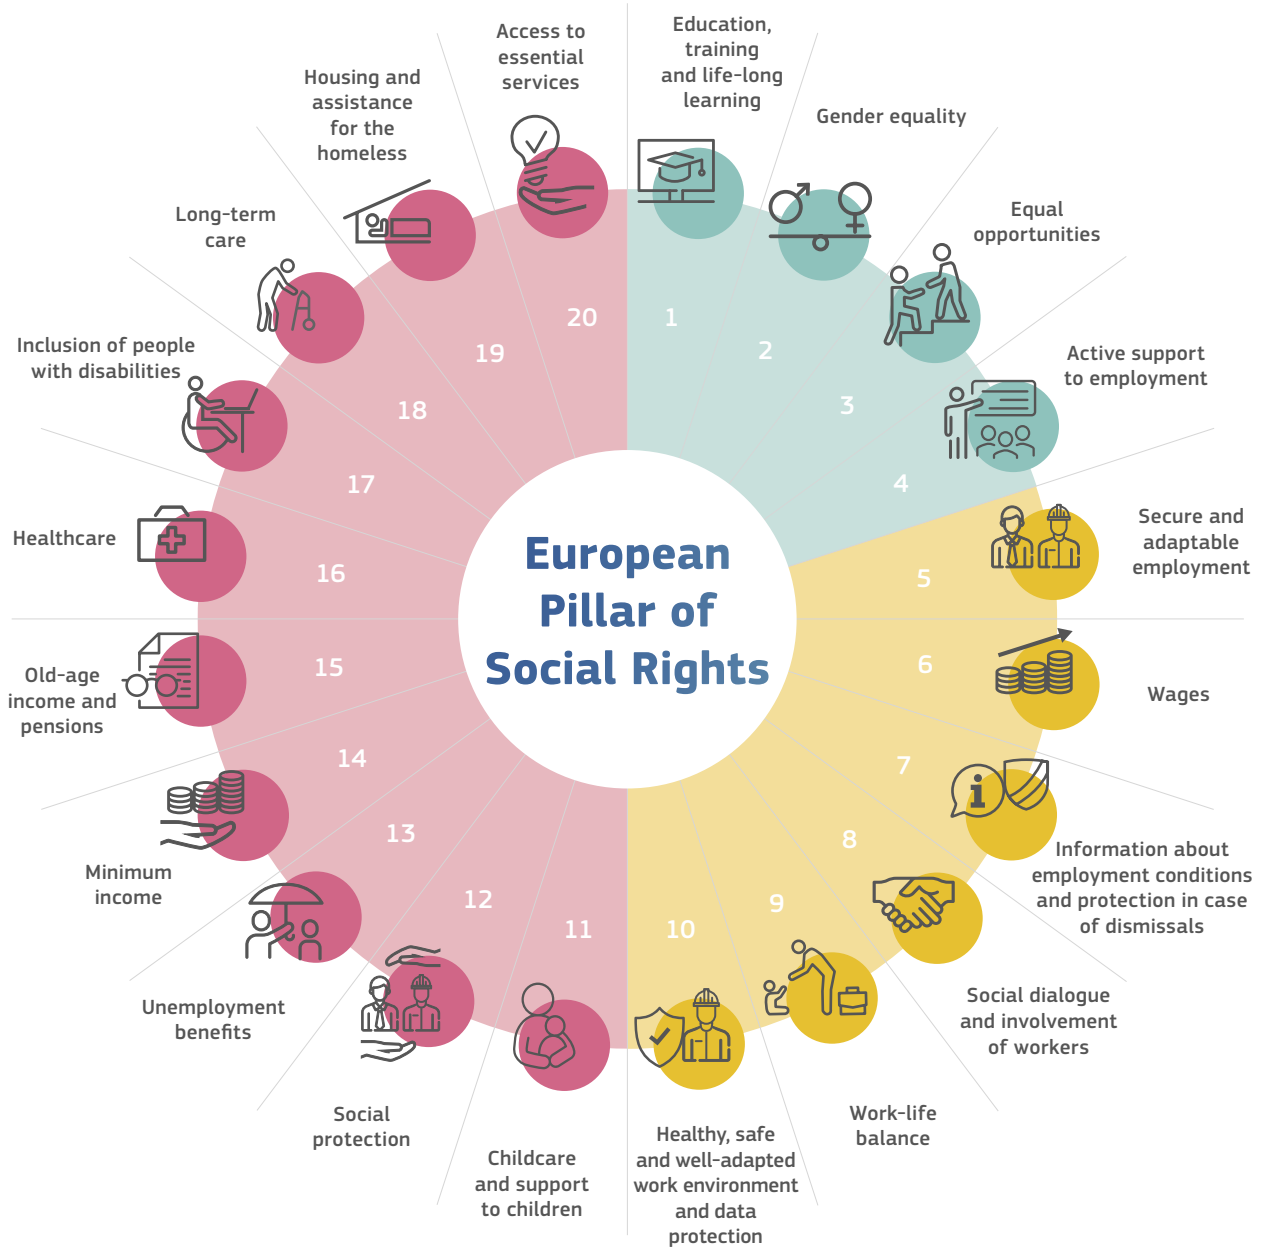 Education,
training
and life-long
learning
Gender equality
Equal
opportunities
Active support
to employment
Secure and
adaptable
employment
Wages
Information about
employment conditions
and protection in case
of dismissals
Social dialogue
and involvement
of workers
Work-life
balance
Healthy, safe
and well-adapted
work environment
and data
protection
Childcare
and support
to children
Social
protection
Unemployment
benefits
Minimum
income
Old-age
income and
pensions
Healthcare
Inclusion of people
with disabilities
Long-term
care
Housing and
assistance
for the
homeless
Access to
essential
services
1
2
3
4
5
6
7
8
9
10
11
12
13
14
15
16
17
18
19
20
European
Pillar of
Social Rights
i